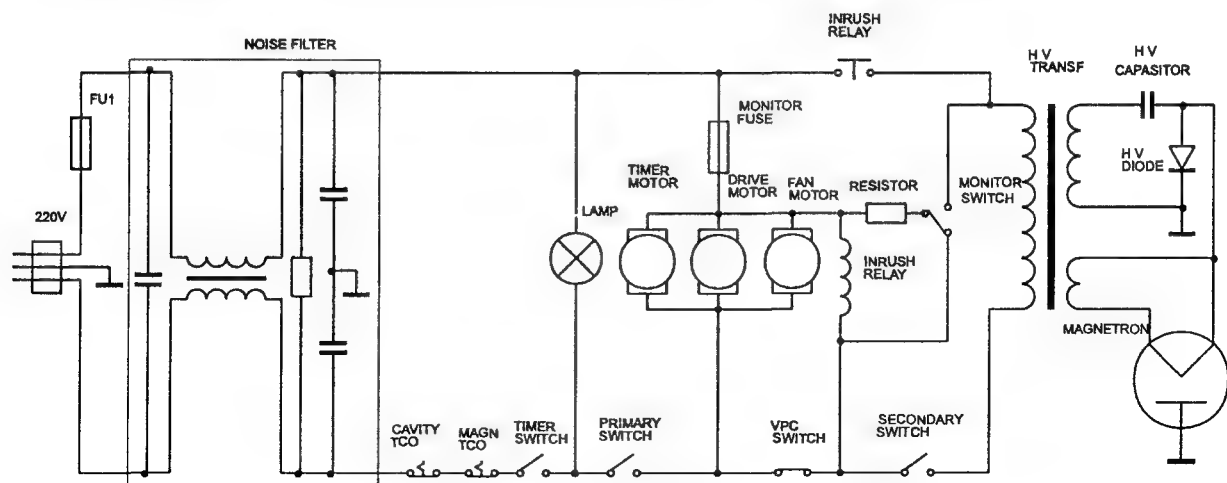 INRUSH
RELAY
NOISE FILTER
H V
TRANSF
H V
CAPASITOR
FU1
MONITOR
FUSE
TIMER
MOTOR
DRIVE
MOTOR
FAN
MOTOR
RESISTOR
MONITOR
SWITCH
H V
DIODE
220V
LAMP
INRUSH
RELAY
MAGNETRON
CAVITY
TCO
MAGN
TCO
TIMER
SWITCH
PRIMARY
SWITCH
VPC
SWITCH
SECONDARY
SWITCH